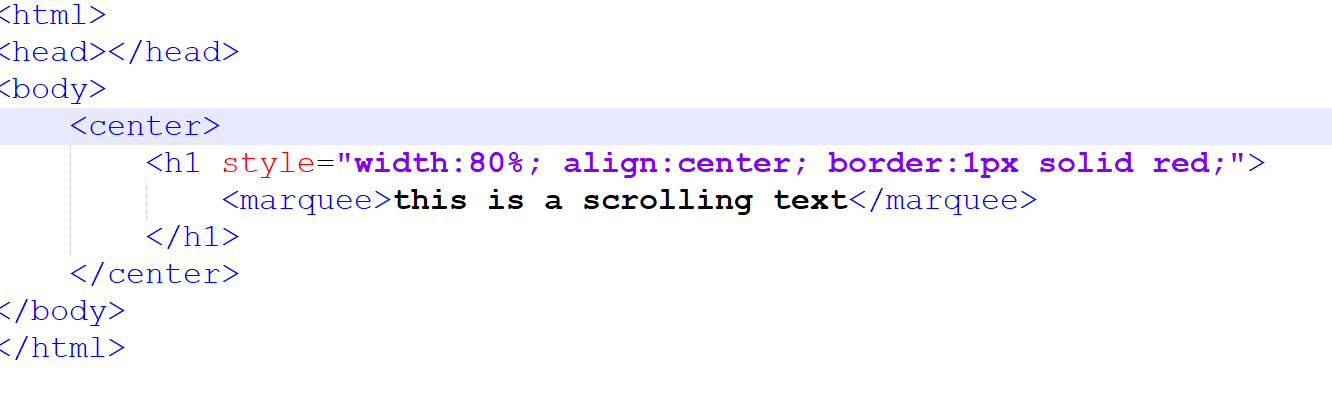 <html>
<head></head>
<body>
<center>
<h1 style="width:80%; align:center; border:1px solid red;">
<marquee>this is a scrolling text</marquee>
</h1>
</center>
</body>
</html>